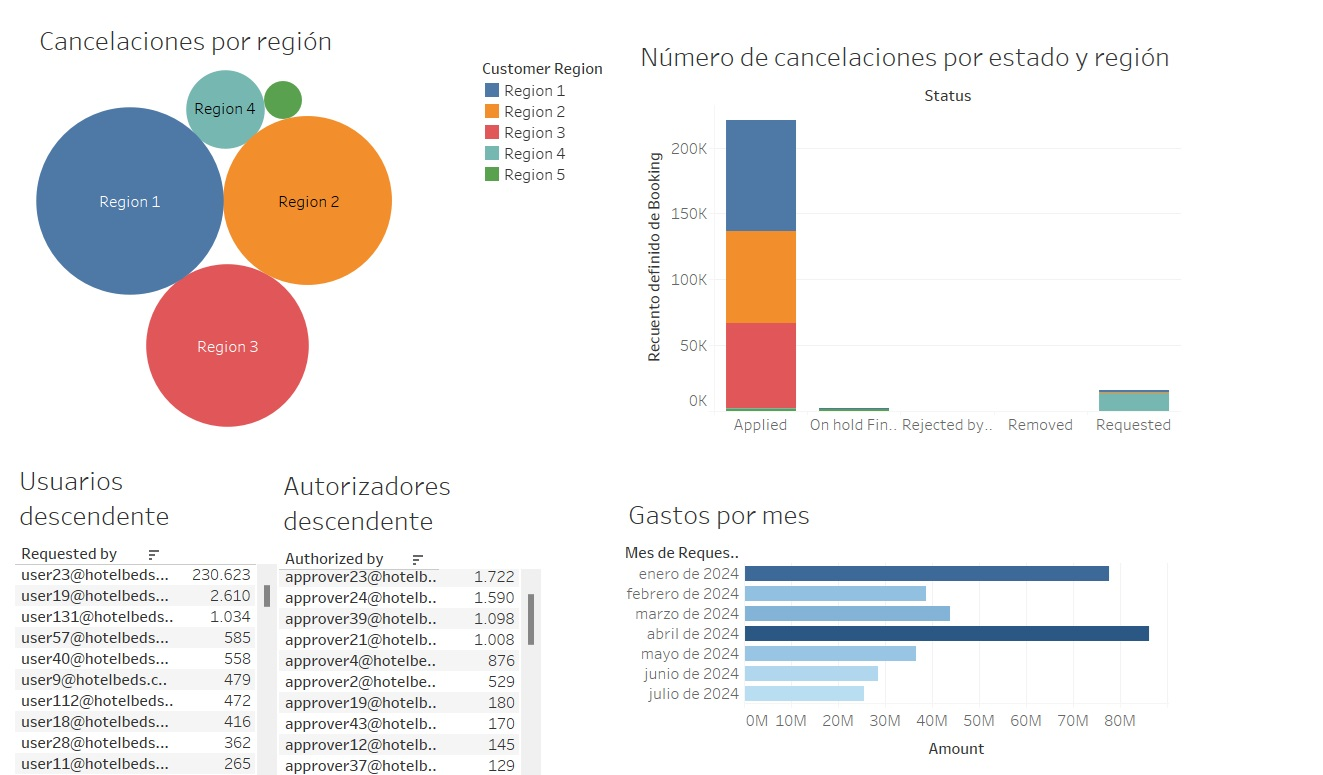 Cancelaciones por región
Region 4
Region 1
Region 2
Region 3
Customer Region
Region 1
Region 2
Region 3
Region 4
Region 5
Número de cancelaciones por estado y región
Status
Recuento definido de Booking
200K
150K
100K
50K
0K
Applied
On hold Fin..
Rejected by..
Removed
Requested
Usuarios
descendente
Requested by
user23@hotelbeds... 230.623
user19@hotelbeds... 2.610
user131@hotelbeds.. 1.034
user57@hotelbeds... 585
user40@hotelbeds... 558
user9@hotelbeds.c.. 479
user112@hotelbeds.. 472
user18@hotelbeds... 416
user28@hotelbeds... 362
user11@hotelbeds... 265
Autorizadores
descendente
Authorized by
approver23@hotelb.. 1.722
approver24@hotelb.. 1.590
approver39@hotelb.. 1.098
approver21@hotelb.. 1.008
approver4@hotelbe.. 876
approver2@hotelbe.. 529
approver19@hotelb.. 180
approver43@hotelb.. 170
approver12@hotelb.. 145
approver37@hotelb.. 129
Gastos por mes
Mes de Reques..
enero de 2024
febrero de 2024
marzo de 2024
abril de 2024
mayo de 2024
junio de 2024
julio de 2024
0M 10M 20M 30M 40M 50M 60M 70M 80M
Amount